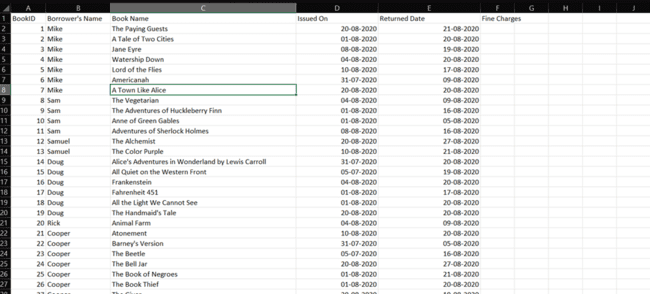 A B C D E F G H I J
1 BookID Borrower's Name Book Name Issued On Returned Date Fine Charges
2 1 Mike The Paying Guests 20-08-2020 21-08-2020
3 2 Mike A Tale of Two Cities 01-08-2020 20-08-2020
4 3 Mike Jane Eyre 08-08-2020 19-08-2020
5 4 Mike Watership Down 04-08-2020 20-08-2020
6 5 Mike Lord of the Flies 10-08-2020 17-08-2020
7 6 Mike Americanah 31-07-2020 09-08-2020
8 7 Mike A Town Like Alice 20-08-2020 20-08-2020
9 8 Sam The Vegetarian 04-08-2020 09-08-2020
10 9 Sam The Adventures of Huckleberry Finn 01-08-2020 16-08-2020
11 10 Sam Anne of Green Gables 01-08-2020 05-08-2020
12 11 Sam Adventures of Sherlock Holmes 08-08-2020 16-08-2020
13 12 Samuel The Alchemist 20-08-2020 27-08-2020
14 13 Samuel The Color Purple 10-08-2020 21-08-2020
15 14 Doug Alice's Adventures in Wonderland by Lewis Carroll 31-07-2020 20-08-2020
16 15 Doug All Quiet on the Western Front 05-07-2020 19-08-2020
17 16 Doug Frankenstein 04-08-2020 20-08-2020
18 17 Doug Fahrenheit 451 01-08-2020 17-08-2020
19 18 Doug All the Light We Cannot See 01-08-2020 20-08-2020
20 19 Doug The Handmaid's Tale 20-08-2020 20-08-2020
21 20 Rick Animal Farm 04-08-2020 09-08-2020
22 21 Cooper Atonement 10-08-2020 20-08-2020
23 22 Cooper Barney's Version 31-07-2020 05-08-2020
24 23 Cooper The Beetle 05-07-2020 16-08-2020
25 24 Cooper The Bell Jar 20-08-2020 27-08-2020
26 25 Cooper The Book of Negroes 01-08-2020 21-08-2020
27 26 Cooper The Book Thief 01-08-2020 01-08-2020